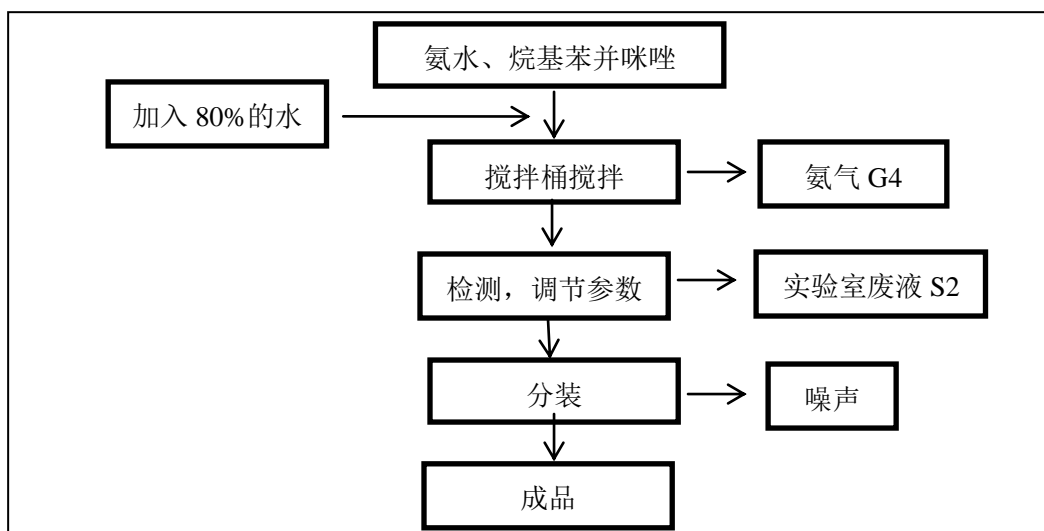 氨水、烷基苯并咪唑
加入 80%的水
搅拌桶搅拌
氨气 G4
检测，调节参数
实验室废液 S2
分装
噪声
成品